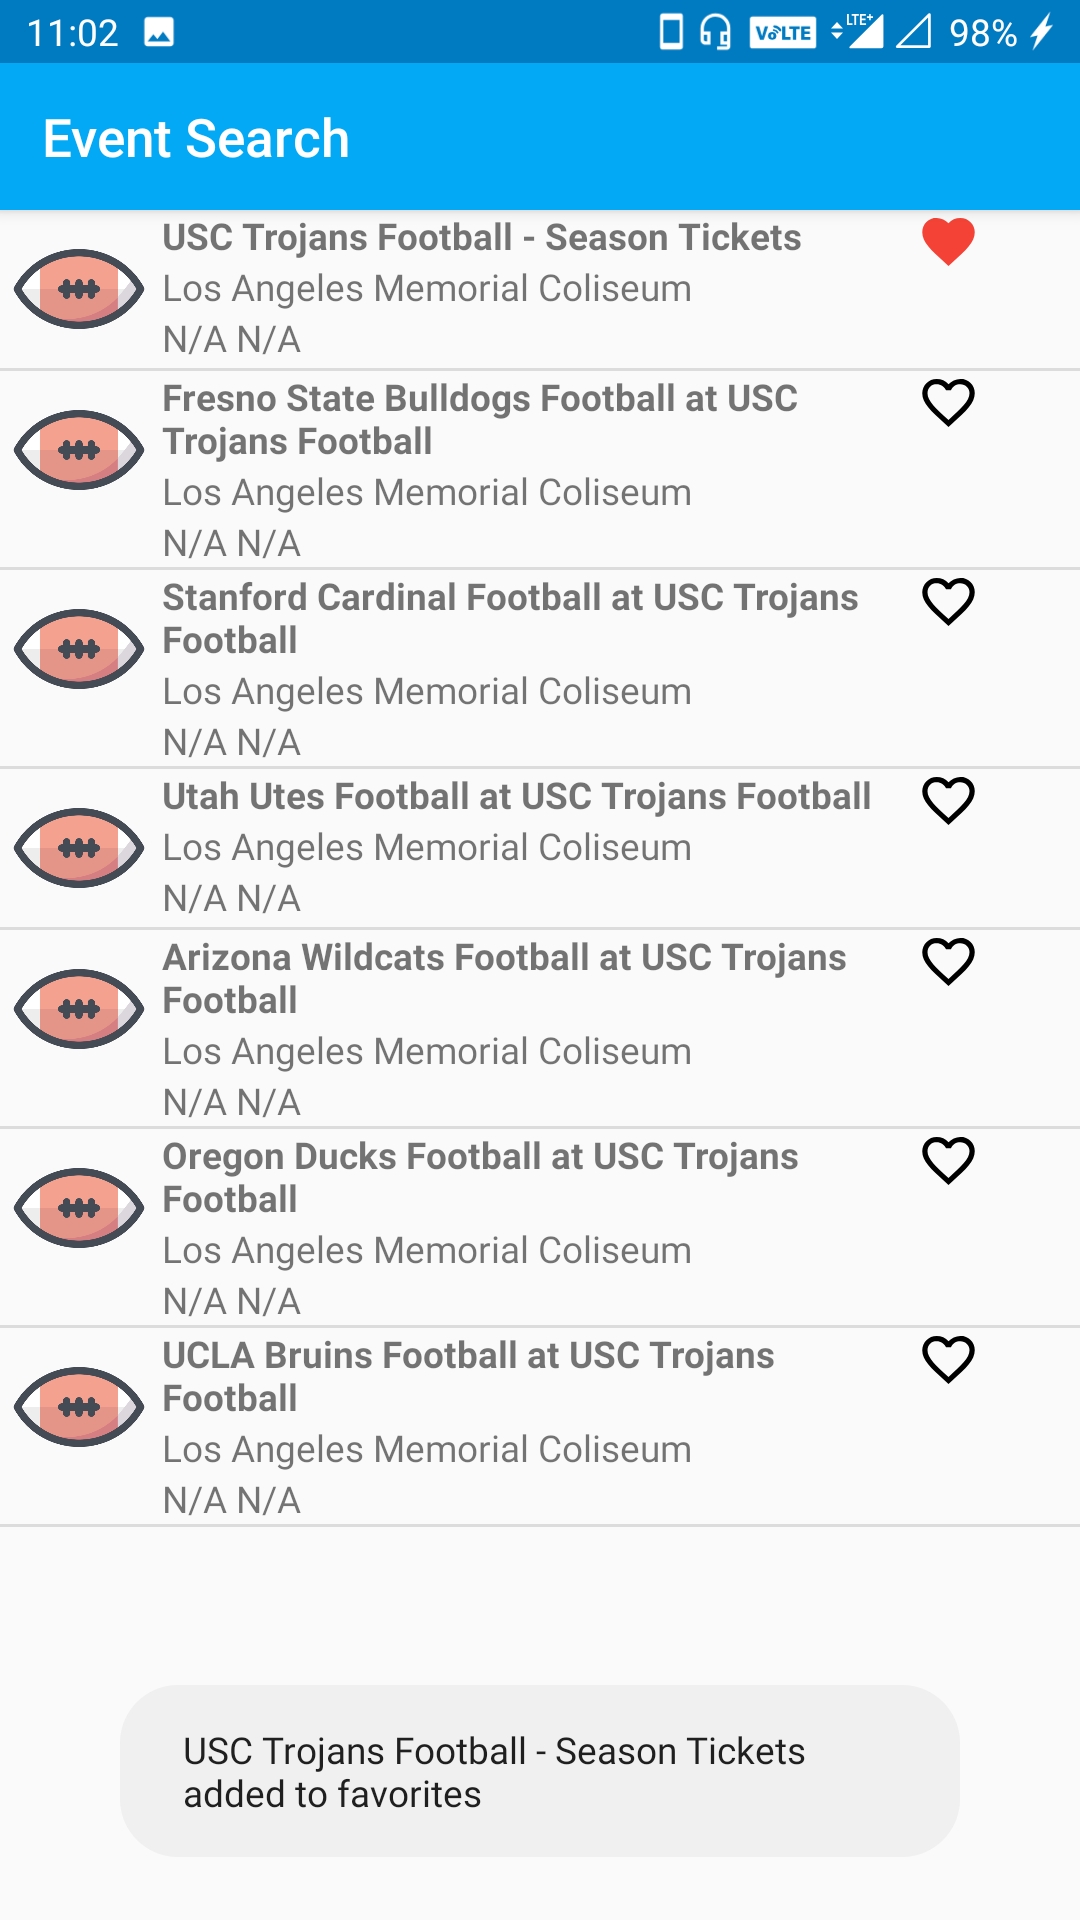 11:02
VoLTE LTE+ 98%
Event Search
USC Trojans Football - Season Tickets
Los Angeles Memorial Coliseum
N/A N/A
Fresno State Bulldogs Football at USC
Trojans Football
Los Angeles Memorial Coliseum
N/A N/A
Stanford Cardinal Football at USC Trojans
Football
Los Angeles Memorial Coliseum
N/A N/A
Utah Utes Football at USC Trojans Football
Los Angeles Memorial Coliseum
N/A N/A
Arizona Wildcats Football at USC Trojans
Football
Los Angeles Memorial Coliseum
N/A N/A
Oregon Ducks Football at USC Trojans
Football
Los Angeles Memorial Coliseum
N/A N/A
UCLA Bruins Football at USC Trojans
Football
Los Angeles Memorial Coliseum
N/A N/A
USC Trojans Football - Season Tickets
added to favorites